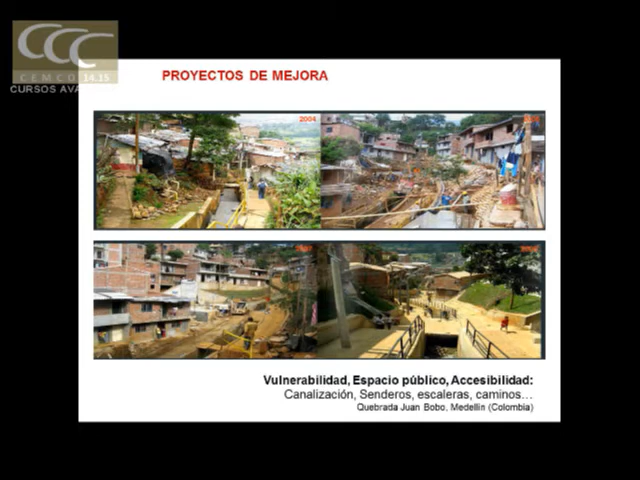 CCC
CEMCO 14.15
CURSOS AVA
PROYECTOS DE MEJORA
2004
Vulnerabilidad, Espacio público, Accesibilidad:
Canalización, Senderos, escaleras, caminos…
Quebrada Juan Bobo, Medellín (Colombia)